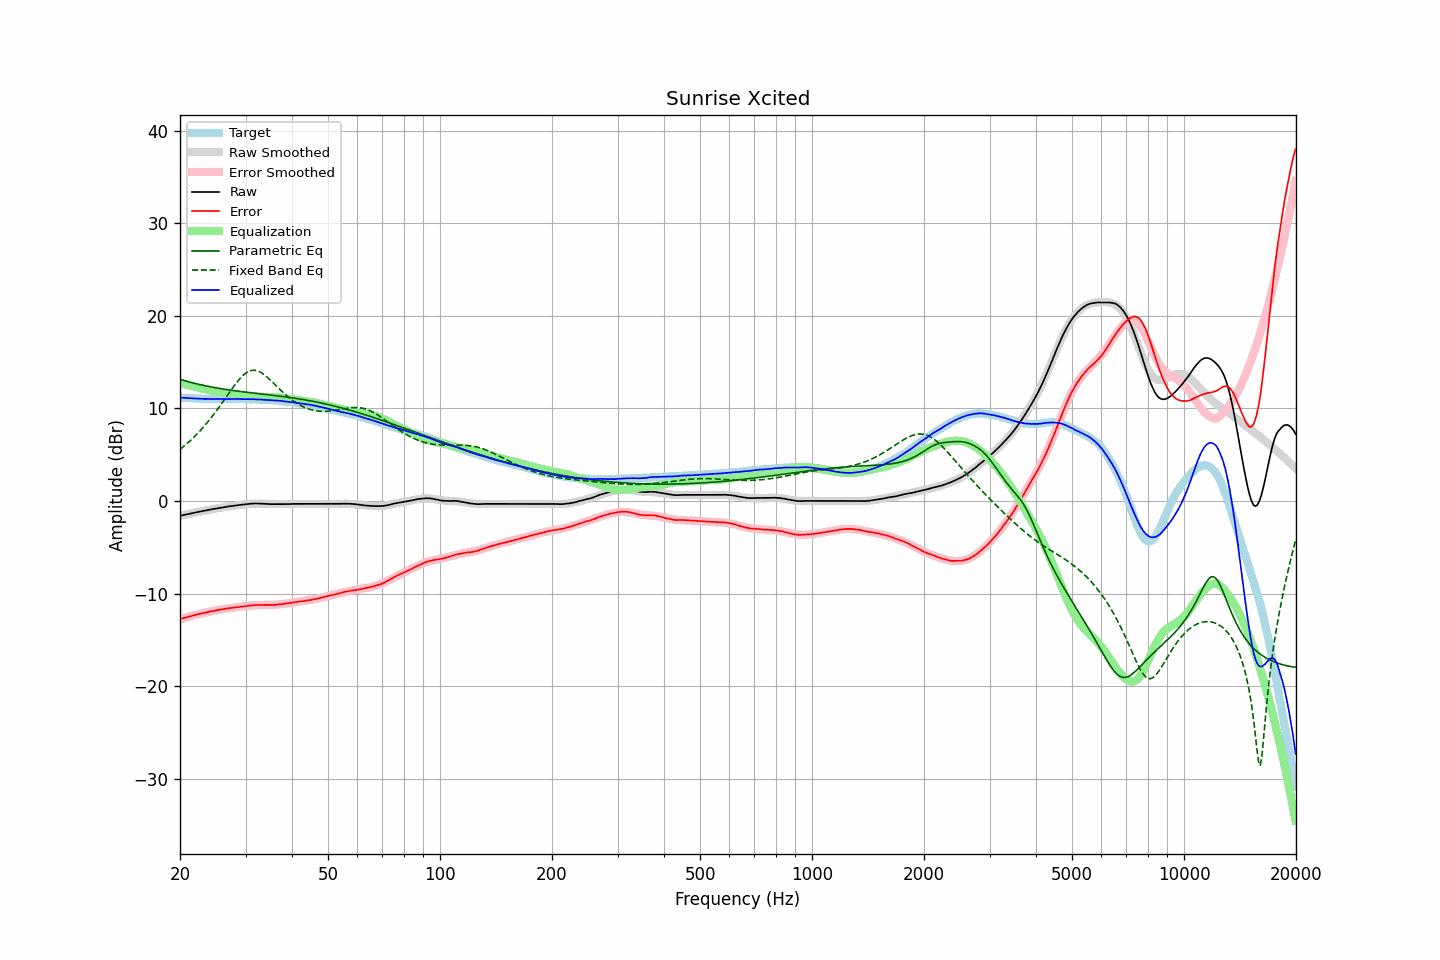 Sunrise Xcited
Amplitude (dBr)
40
30
20
10
0
−10
−20
−30
Target
Raw Smoothed
Error Smoothed
Raw
Error
Equalization
Parametric Eq
Fixed Band Eq
Equalized
20 50 100 200 500 1000 2000 5000 10000 20000
Frequency (Hz)